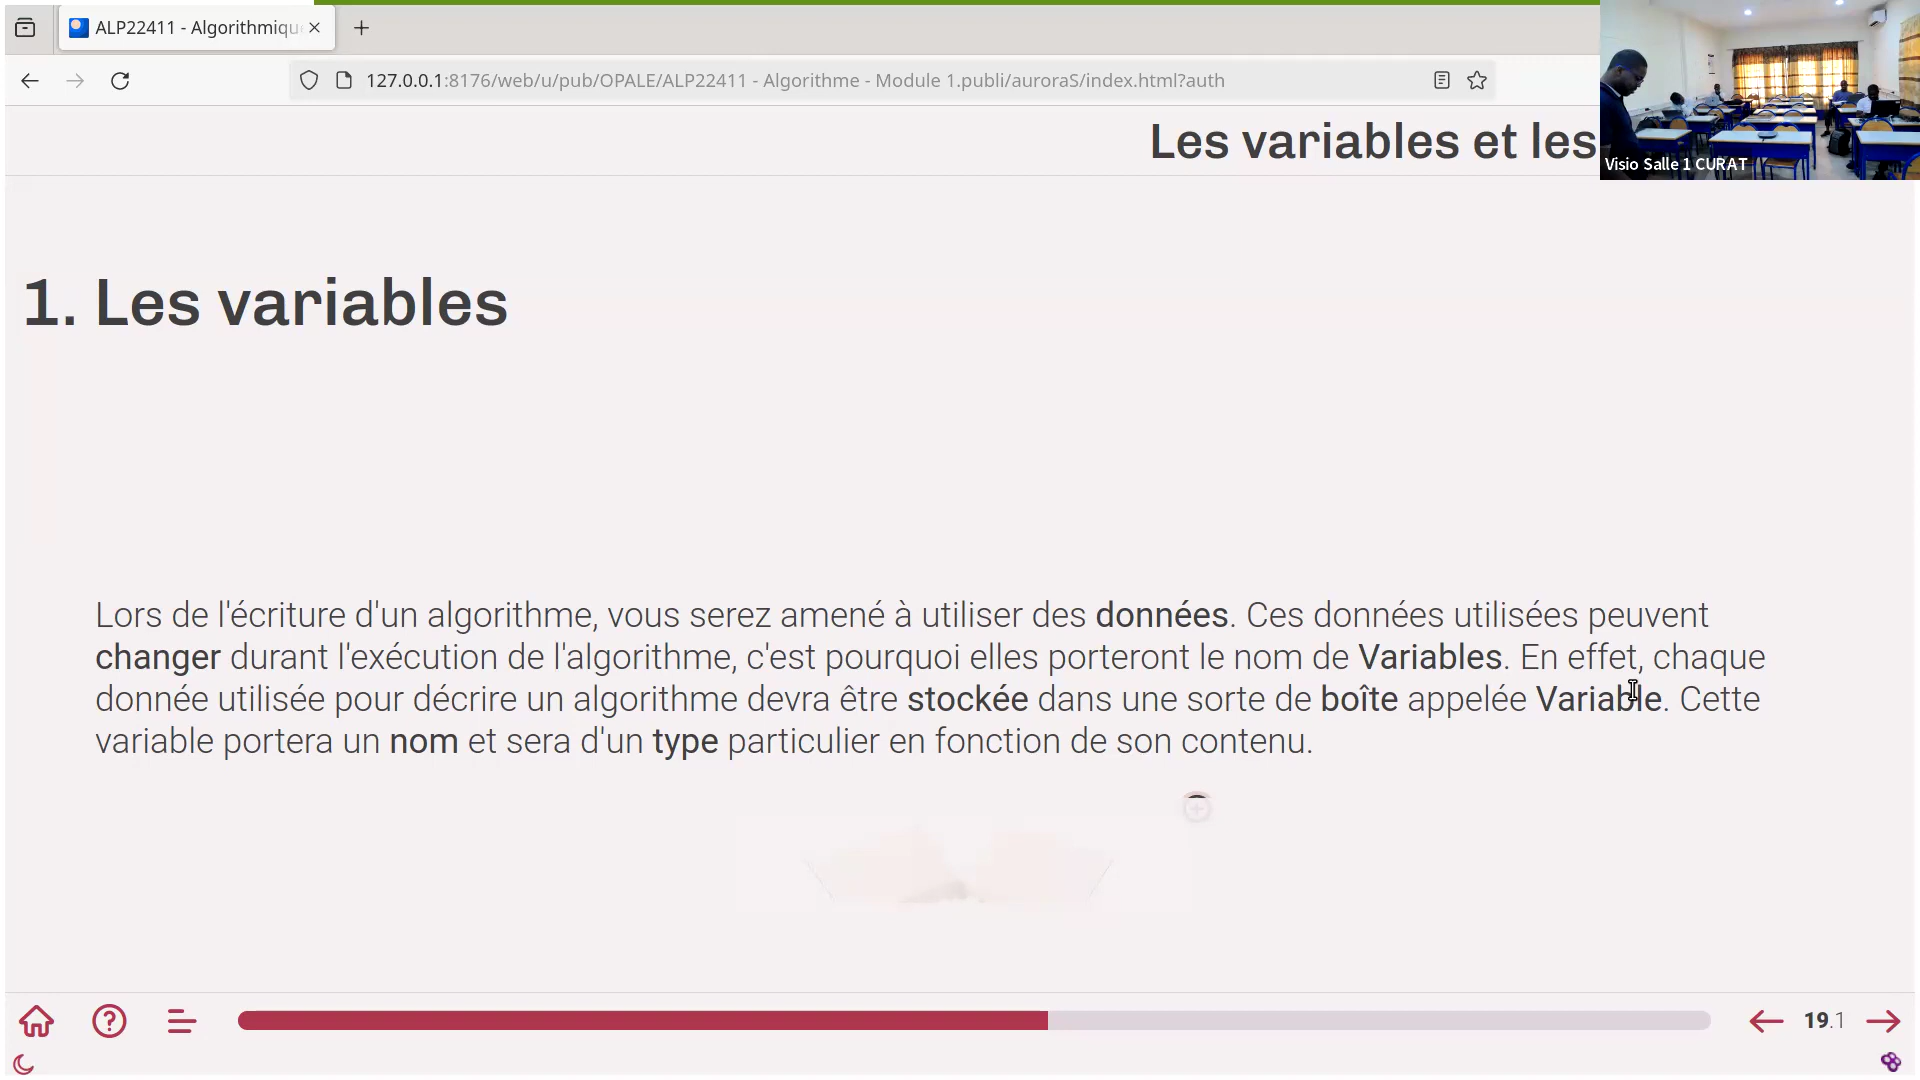 ALP22411 - Algorithmiqu
127.0.0.1:8176/web/u/pub/OPALE/ALP22411 - Algorithme - Module 1.publi/auroraS/index.html?auth
Les variables et les
Visio Salle 1 CURAT
1. Les variables
Lors de l'écriture d'un algorithme, vous serez amené à utiliser des données. Ces données utilisées peuvent
changer durant l'exécution de l'algorithme, c'est pourquoi elles porteront le nom de Variables. En effet, chaque
donnée utilisée pour décrire un algorithme devra être stockée dans une sorte de boîte appelée Variable. Cette
variable portera un nom et sera d'un type particulier en fonction de son contenu.
19.1